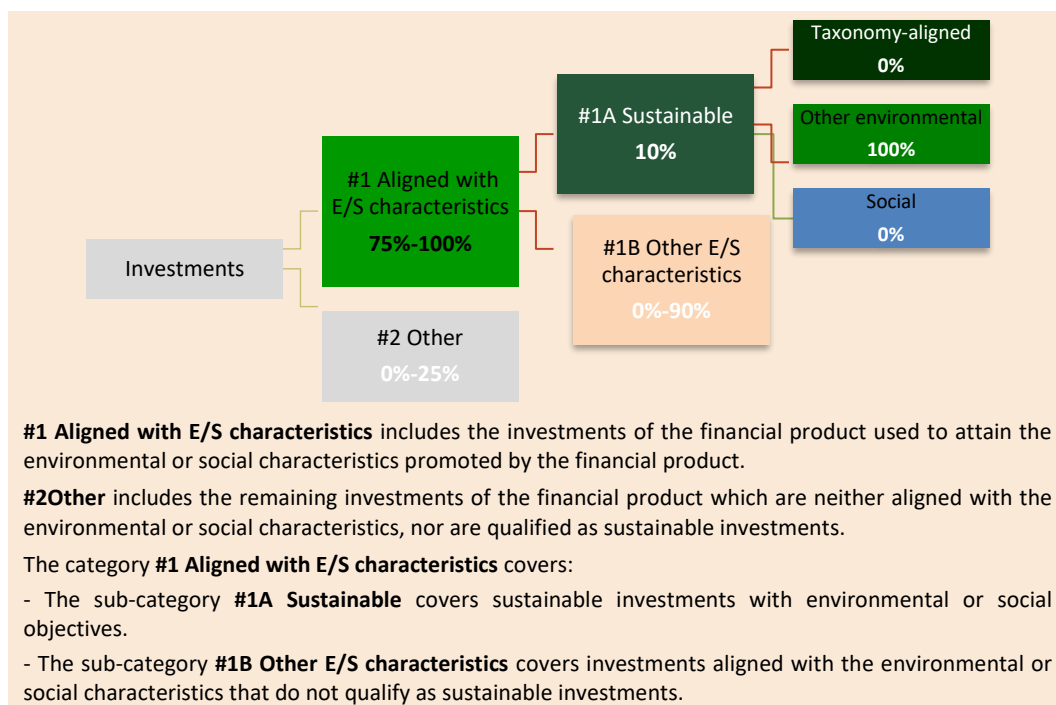 Taxonomy-aligned
0%
#1A Sustainable
10%
Other environmental
100%
#1 Aligned with
E/S characteristics
75%-100%
Social
0%
Investments
#1B Other E/S
characteristics
0%-90%
#2 Other
0%-25%
#1 Aligned with E/S characteristics includes the investments of the financial product used to attain the
environmental or social characteristics promoted by the financial product.
#2Other includes the remaining investments of the financial product which are neither aligned with the
environmental or social characteristics, nor are qualified as sustainable investments.
The category #1 Aligned with E/S characteristics covers:
- The sub-category #1A Sustainable covers sustainable investments with environmental or social
objectives.
- The sub-category #1B Other E/S characteristics covers investments aligned with the environmental or
social characteristics that do not qualify as sustainable investments.